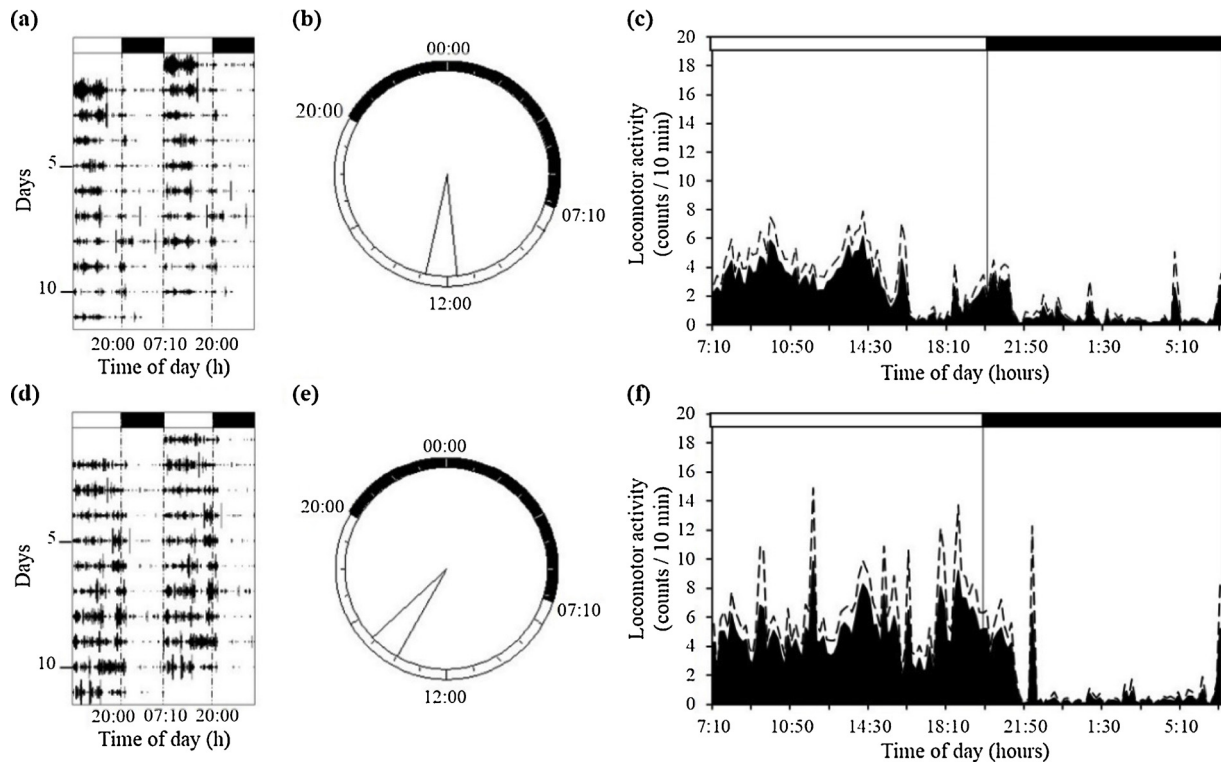 (a)
Days
5
10
20:00 07:10 20:00
Time of day (h)
(b)
00:00
20:00
07:10
12:00
(c)
Locomotor activity
(counts / 10 min)
20
18
16
14
12
10
8
6
4
2
0
7:10 10:50 14:30 18:10 21:50 1:30 5:10
Time of day (hours)
(d)
Days
5
10
20:00 07:10 20:00
Time of day (h)
(e)
00:00
20:00
07:10
12:00
(f)
Locomotor activity
(counts / 10 min)
20
18
16
14
12
10
8
6
4
2
0
7:10 10:50 14:30 18:10 21:50 1:30 5:10
Time of day (hours)